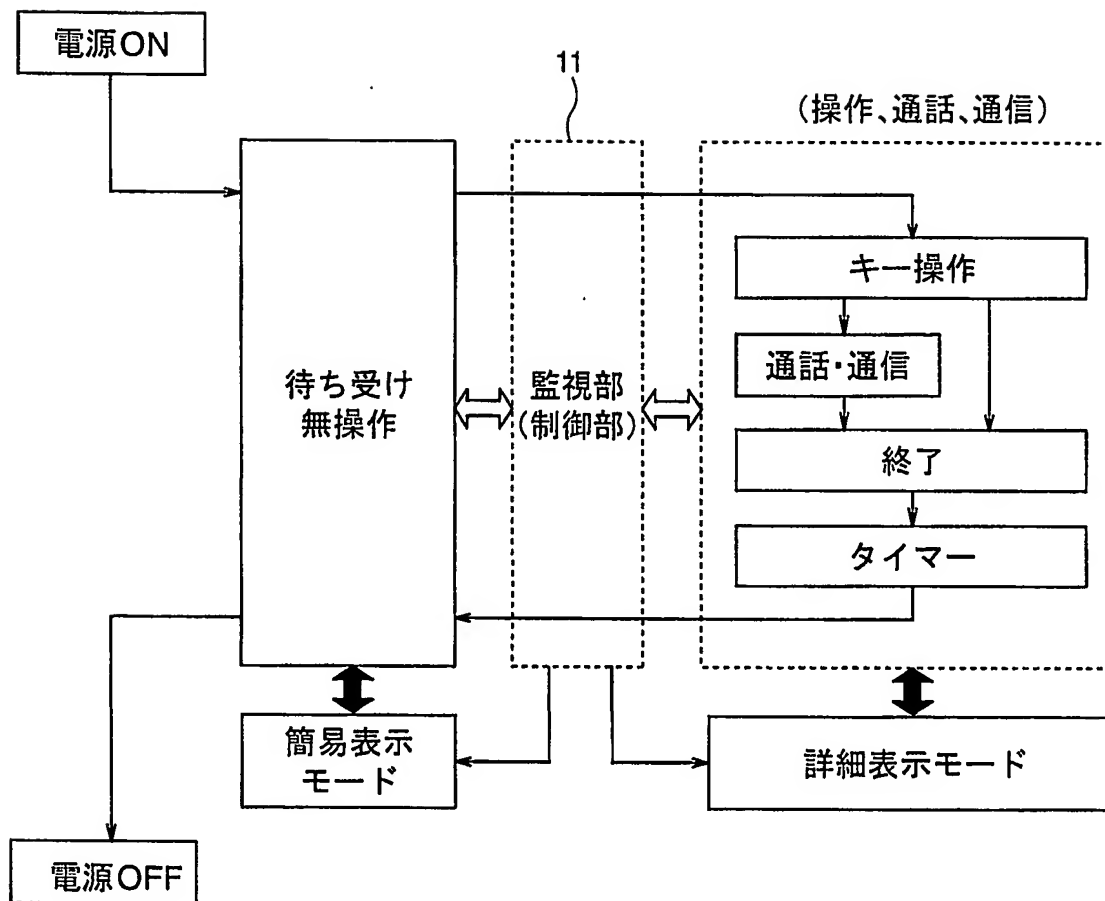 電源ON
11
(操作、通話、通信)
キー操作
通話・通信
待ち受け
無操作
監視部
(制御部)
終了
タイマー
簡易表示
モード
詳細表示モード
電源OFF